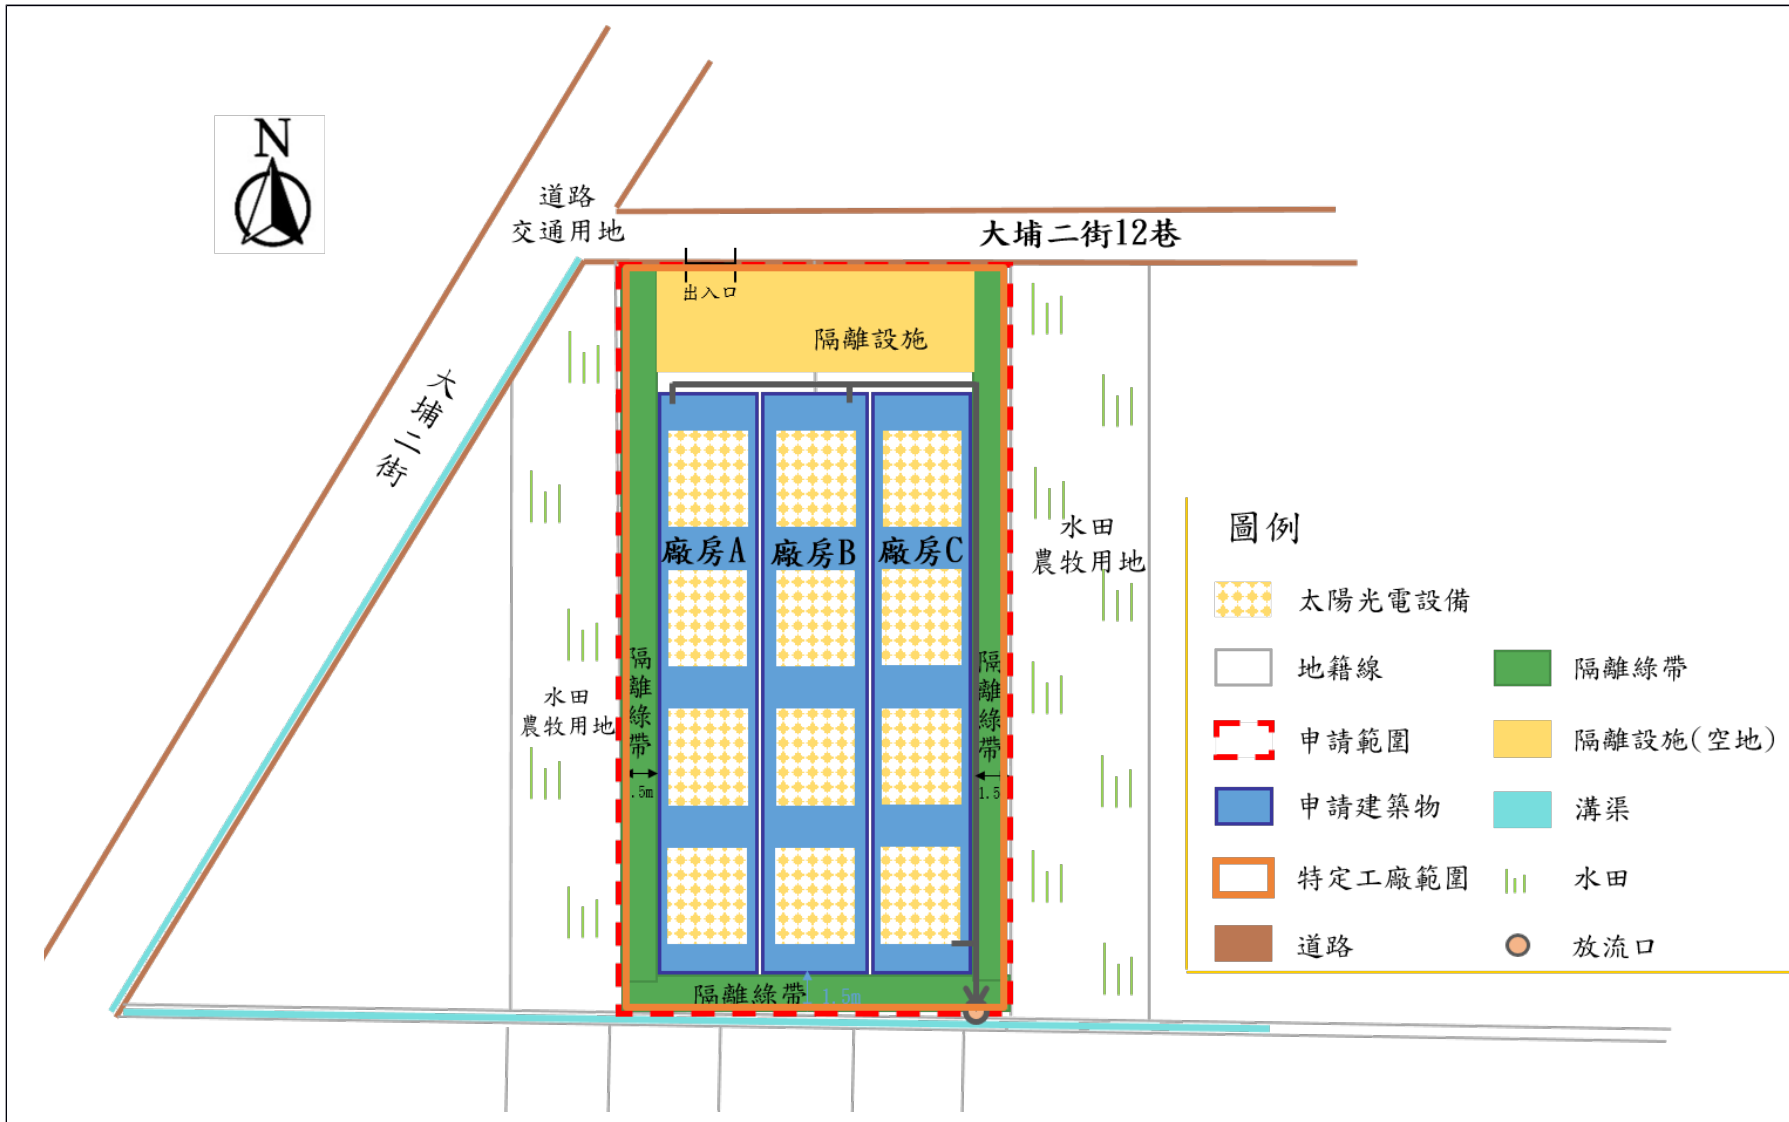 N
道路
交通用地
大埔二街12巷
出入口
隔離設施
大埔二街
廠房A
廠房B
廠房C
水田
農牧用地
隔離綠帶
.5m
隔離綠帶
1.5
水田
農牧用地
隔離綠帶
1.5m
圖例
太陽光電設備
地籍線
隔離綠帶
申請範圍
隔離設施(空地)
申請建築物
溝渠
特定工廠範圍
水田
道路
放流口